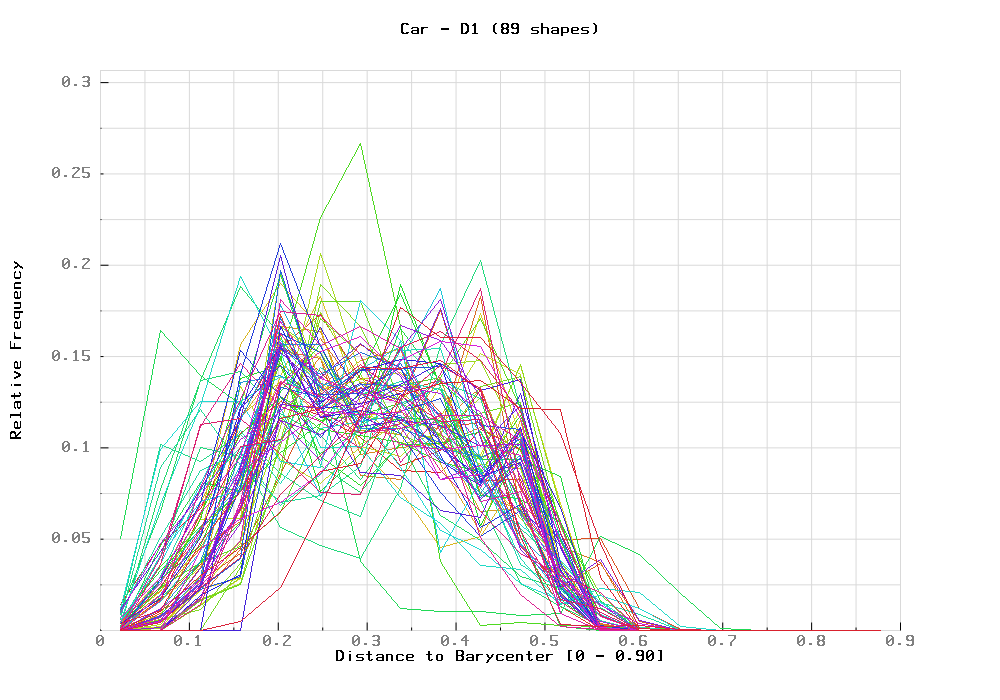 Car - D1 (89 shapes)
0.3
0.25
0.2
0.15
0.1
0.05
Relative Frequency
0 0.1 0.2 0.3 0.4 0.5 0.6 0.7 0.8 0.9
Distance to Barycenter [0 - 0.90]